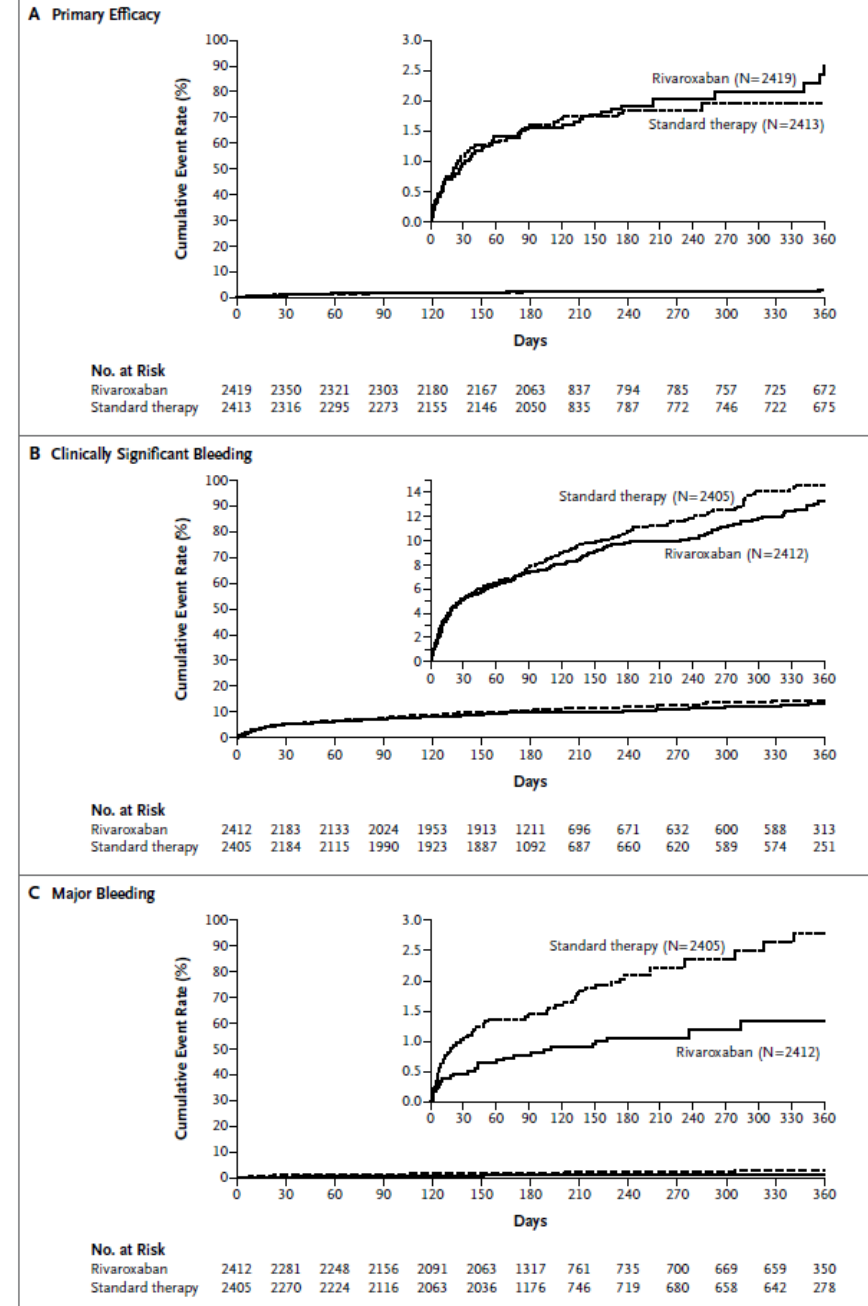 A Primary Efficacy
Cumulative Event Rate (%)
100
90
80
70
60
50
40
30
20
10
0
3.0
2.5
2.0
1.5
1.0
0.5
0.0
Rivaroxaban (N=2419)
Standard therapy (N=2413)
0 30 60 90 120 150 180 210 240 270 300 330 360
0 30 60 90 120 150 180 210 240 270 300 330 360
Days
No. at Risk
Rivaroxaban 2419 2350 2321 2303 2180 2167 2063 837 794 785 757 725 672
Standard therapy 2413 2316 2295 2273 2155 2146 2050 835 787 772 746 722 675
B Clinically Significant Bleeding
Cumulative Event Rate (%)
100
90
80
70
60
50
40
30
20
10
0
14
12
10
8
6
4
2
0
Standard therapy (N=2405)
Rivaroxaban (N=2412)
0 30 60 90 120 150 180 210 240 270 300 330 360
0 30 60 90 120 150 180 210 240 270 300 330 360
Days
No. at Risk
Rivaroxaban 2412 2183 2133 2024 1953 1913 1211 696 671 632 600 588 313
Standard therapy 2405 2184 2115 1990 1923 1887 1092 687 660 620 589 574 251
C Major Bleeding
Cumulative Event Rate (%)
100
90
80
70
60
50
40
30
20
10
0
3.0
2.5
2.0
1.5
1.0
0.5
0.0
Standard therapy (N=2405)
Rivaroxaban (N=2412)
0 30 60 90 120 150 180 210 240 270 300 330 360
0 30 60 90 120 150 180 210 240 270 300 330 360
Days
No. at Risk
Rivaroxaban 2412 2281 2248 2156 2091 2063 1317 761 735 700 669 659 350
Standard therapy 2405 2270 2224 2116 2063 2036 1176 746 719 680 658 642 278